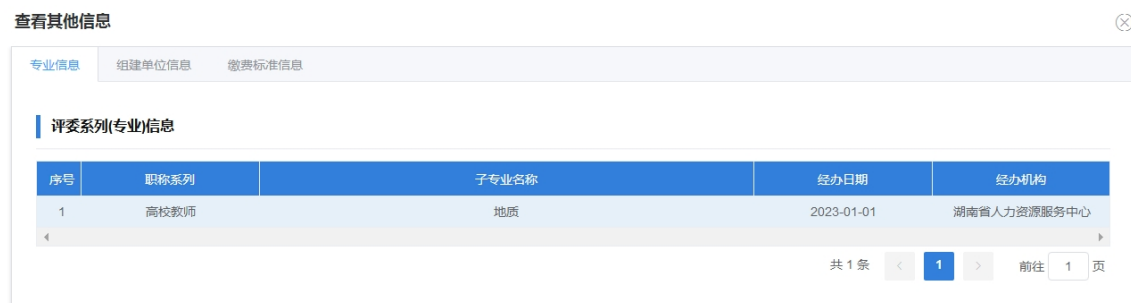 查看其他信息
专业信息 组建单位信息 缴费标准信息
评委系列(专业)信息
序号 职称系列 子专业名称 经办日期 经办机构
1 高校教师 地质 2023-01-01 湖南省人力资源服务中心
共 1 条 < 1 > 前往 1 页